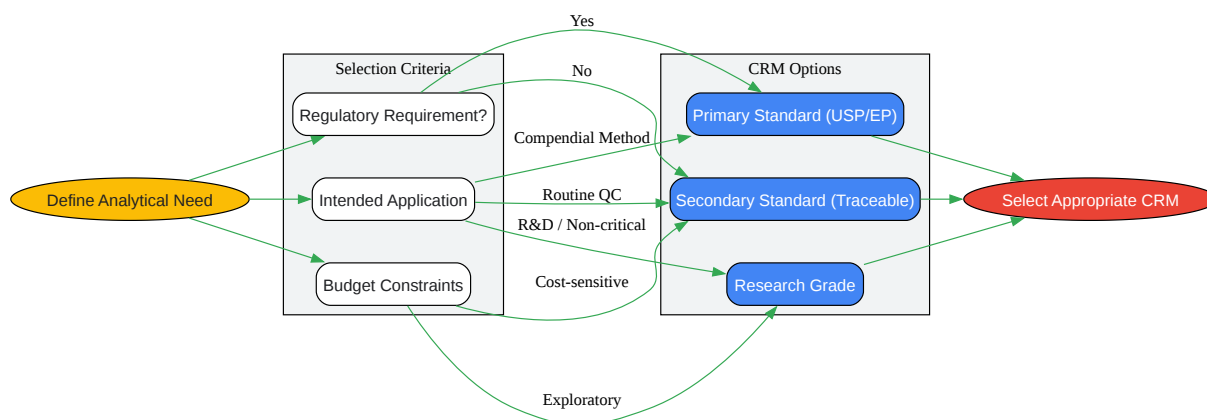 Yes
Selection Criteria
No
CRM Options
Regulatory Requirement?
Primary Standard (USP/EP)
Compendial Method
Define Analytical Need
Intended Application
Routine QC
Secondary Standard (Traceable)
Select Appropriate CRM
R&D / Non-critical
Budget Constraints
Cost-sensitive
Research Grade
Exploratory